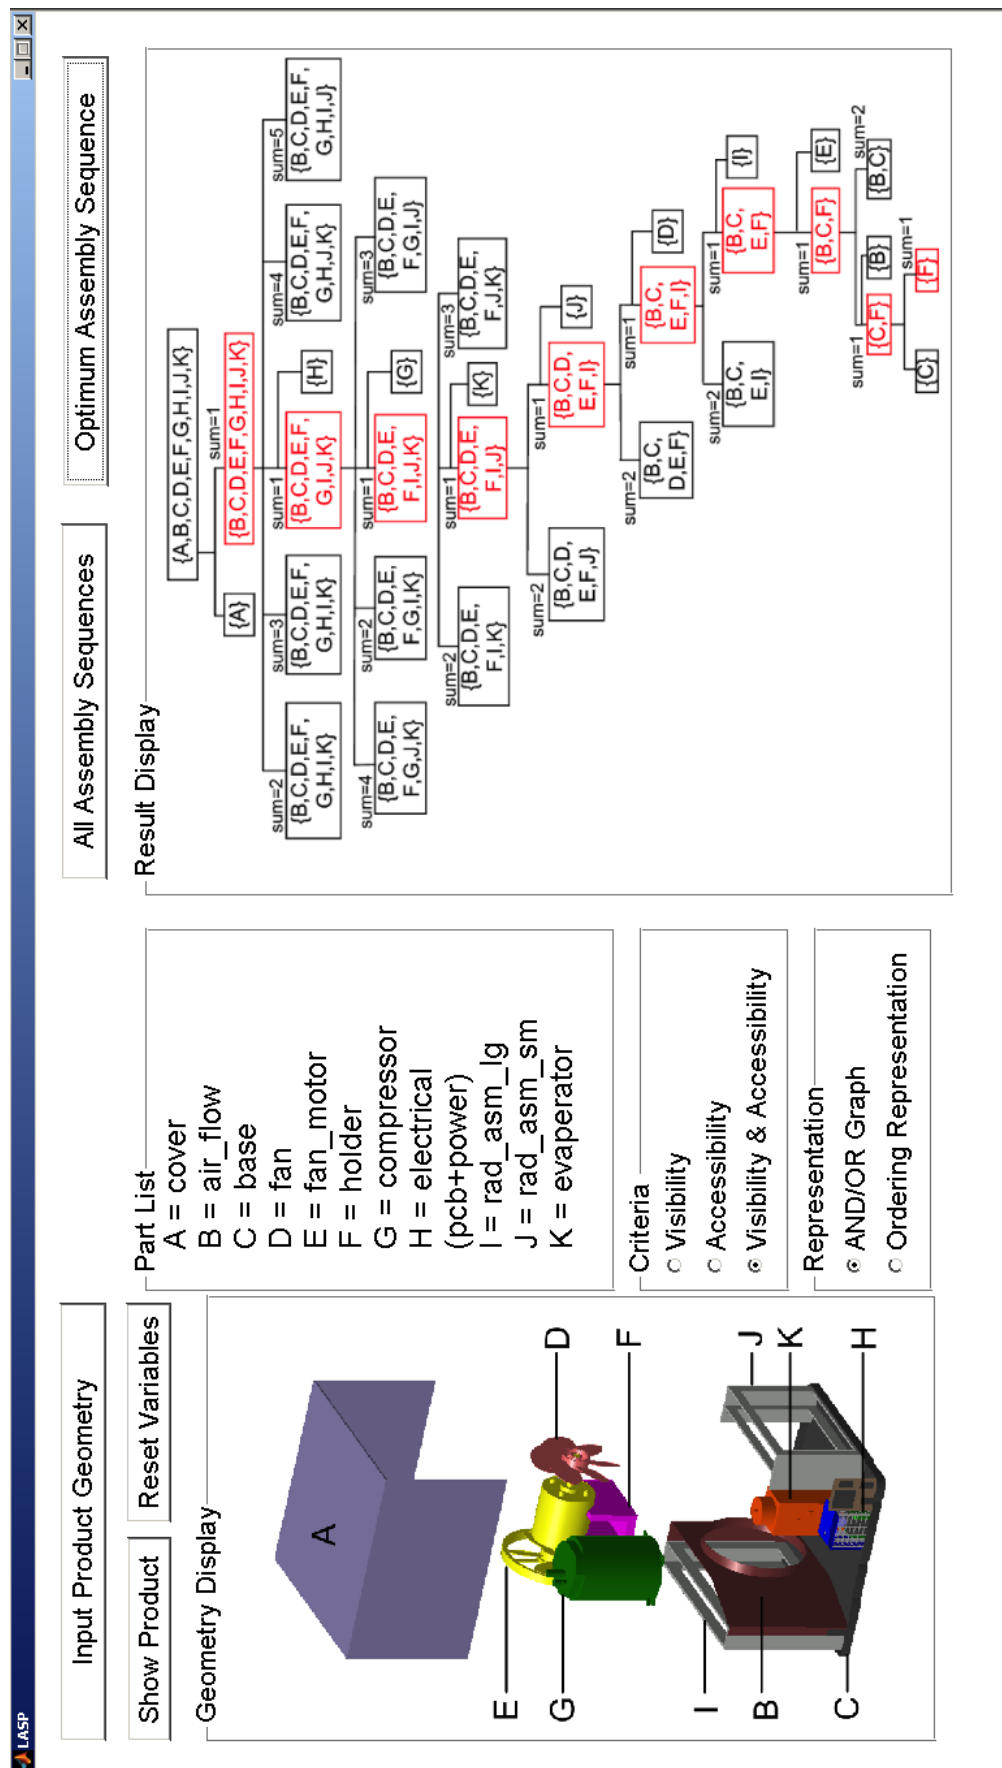 LASP
Input Product Geometry
Show Product
Reset Variables
Geometry Display
A
E
G
D
F
I
B
C
J
K
H
Part List
A = cover
B = air_flow
C = base
D = fan
E = fan_motor
F = holder
G = compressor
H = electrical
(pcb+power)
I = rad_asm_lg
J = rad_asm_sm
K = evaperator
Criteria
Visibility
Accessibility
Visibility & Accessibility
Representation
AND/OR Graph
Ordering Representation
All Assembly Sequences
Optimum Assembly Sequence
Result Display
{A,B,C,D,E,F,G,H,I,J,K}
sum=1
{A}
{B,C,D,E,F,G,H,I,J,K}
sum=2
sum=3
sum=1
sum=4
sum=5
{B,C,D,E,F,
G,H,I,K}
{B,C,D,E,F,
G,H,I,K}
{B,C,D,E,F,
G,I,J,K}
{H}
{B,C,D,E,F,
G,H,J,K}
{B,C,D,E,F,
G,H,I,J}
sum=4
sum=2
sum=1
sum=3
{B,C,D,E,
F,G,J,K}
{B,C,D,E,
F,G,I,K}
{B,C,D,E,
F,I,J,K}
{G}
{B,C,D,E,
F,G,I,J}
sum=2
sum=1
sum=3
{B,C,D,E,
F,I,K}
{B,C,D,E,
F,I,J}
{K}
{B,C,D,E,
F,J,K}
sum=2
sum=1
{B,C,D,
E,F,J}
{B,C,D,
E,F,I}
{J}
sum=2
sum=1
{B,C,
D,E,F}
{B,C,
E,F,I}
{D}
sum=2
sum=1
{B,C,
E,I}
{B,C,
E,F}
{I}
sum=1
{B,C,F}
{E}
sum=1
sum=2
{C,F}
{B}
{B,C}
sum=1
{C}
{F}